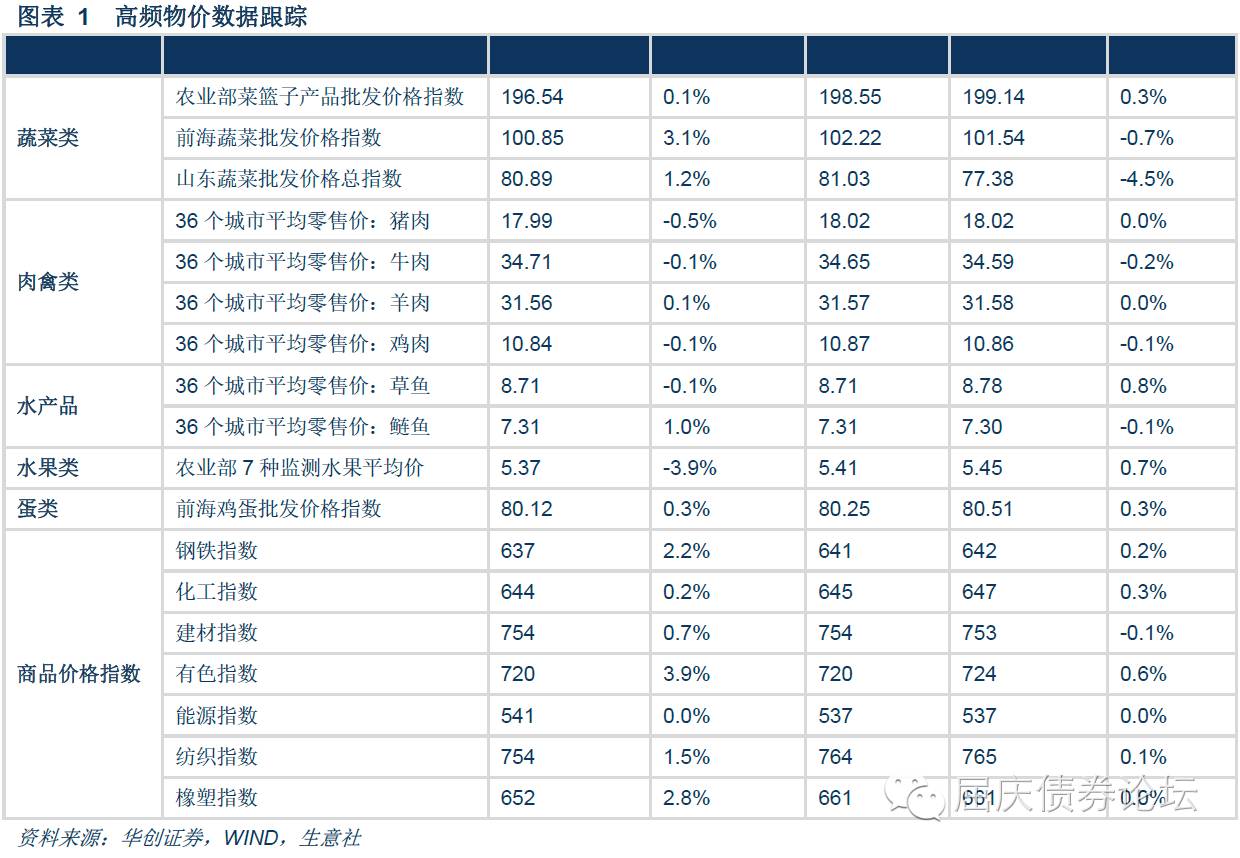 图表 1 高频物价数据跟踪
蔬菜类
农业部菜篮子产品批发价格指数 196.54 0.1% 198.55 199.14 0.3%
前海蔬菜批发价格指数 100.85 3.1% 102.22 101.54 -0.7%
山东蔬菜批发价格总指数 80.89 1.2% 81.03 77.38 -4.5%
肉禽类
36 个城市平均零售价：猪肉 17.99 -0.5% 18.02 18.02 0.0%
36 个城市平均零售价：牛肉 34.71 -0.1% 34.65 34.59 -0.2%
36 个城市平均零售价：羊肉 31.56 0.1% 31.57 31.58 0.0%
36 个城市平均零售价：鸡肉 10.84 -0.1% 10.87 10.86 -0.1%
水产品
36 个城市平均零售价：草鱼 8.71 -0.1% 8.71 8.78 0.8%
36 个城市平均零售价：鲢鱼 7.31 1.0% 7.31 7.30 -0.1%
水果类 农业部 7 种监测水果平均价 5.37 -3.9% 5.41 5.45 0.7%
蛋类 前海鸡蛋批发价格指数 80.12 0.3% 80.25 80.51 0.3%
商品价格指数
钢铁指数 637 2.2% 641 642 0.2%
化工指数 644 0.2% 645 647 0.3%
建材指数 754 0.7% 754 753 -0.1%
有色指数 720 3.9% 720 724 0.6%
能源指数 541 0.0% 537 537 0.0%
纺织指数 754 1.5% 764 765 0.1%
橡塑指数 652 2.8% 661 661 0.0%
屈庆债券论坛
资料来源：华创证券，WIND，生意社